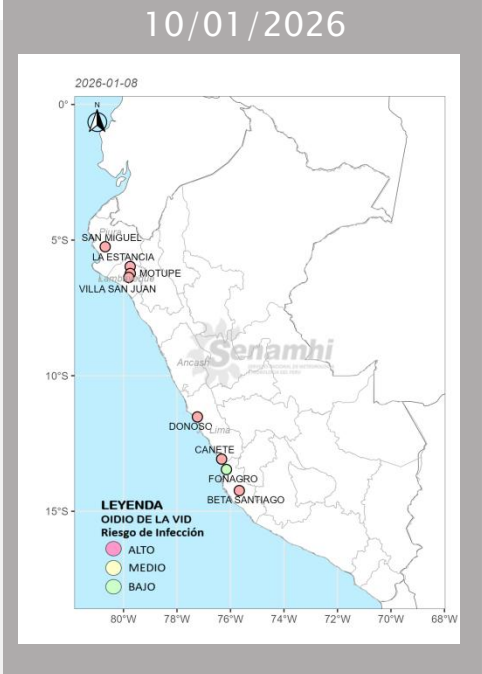 10/01/2026
2026-01-08
N
0°
Piura
SAN MIGUEL
5°S
LA ESTANCIA
MOTUPE
Lambayeque
VILLA SAN JUAN
Senamhi
Ancash
10°S
DONOSO
Lima
CAÑETE
FONAGRO
BETA SANTIAGO
15°S
LEYENDA
OIDIO DE LA VID
Riesgo de Infección
ALTO
MEDIO
BAJO
80°W 78°W 76°W 74°W 72°W 70°W 68°W